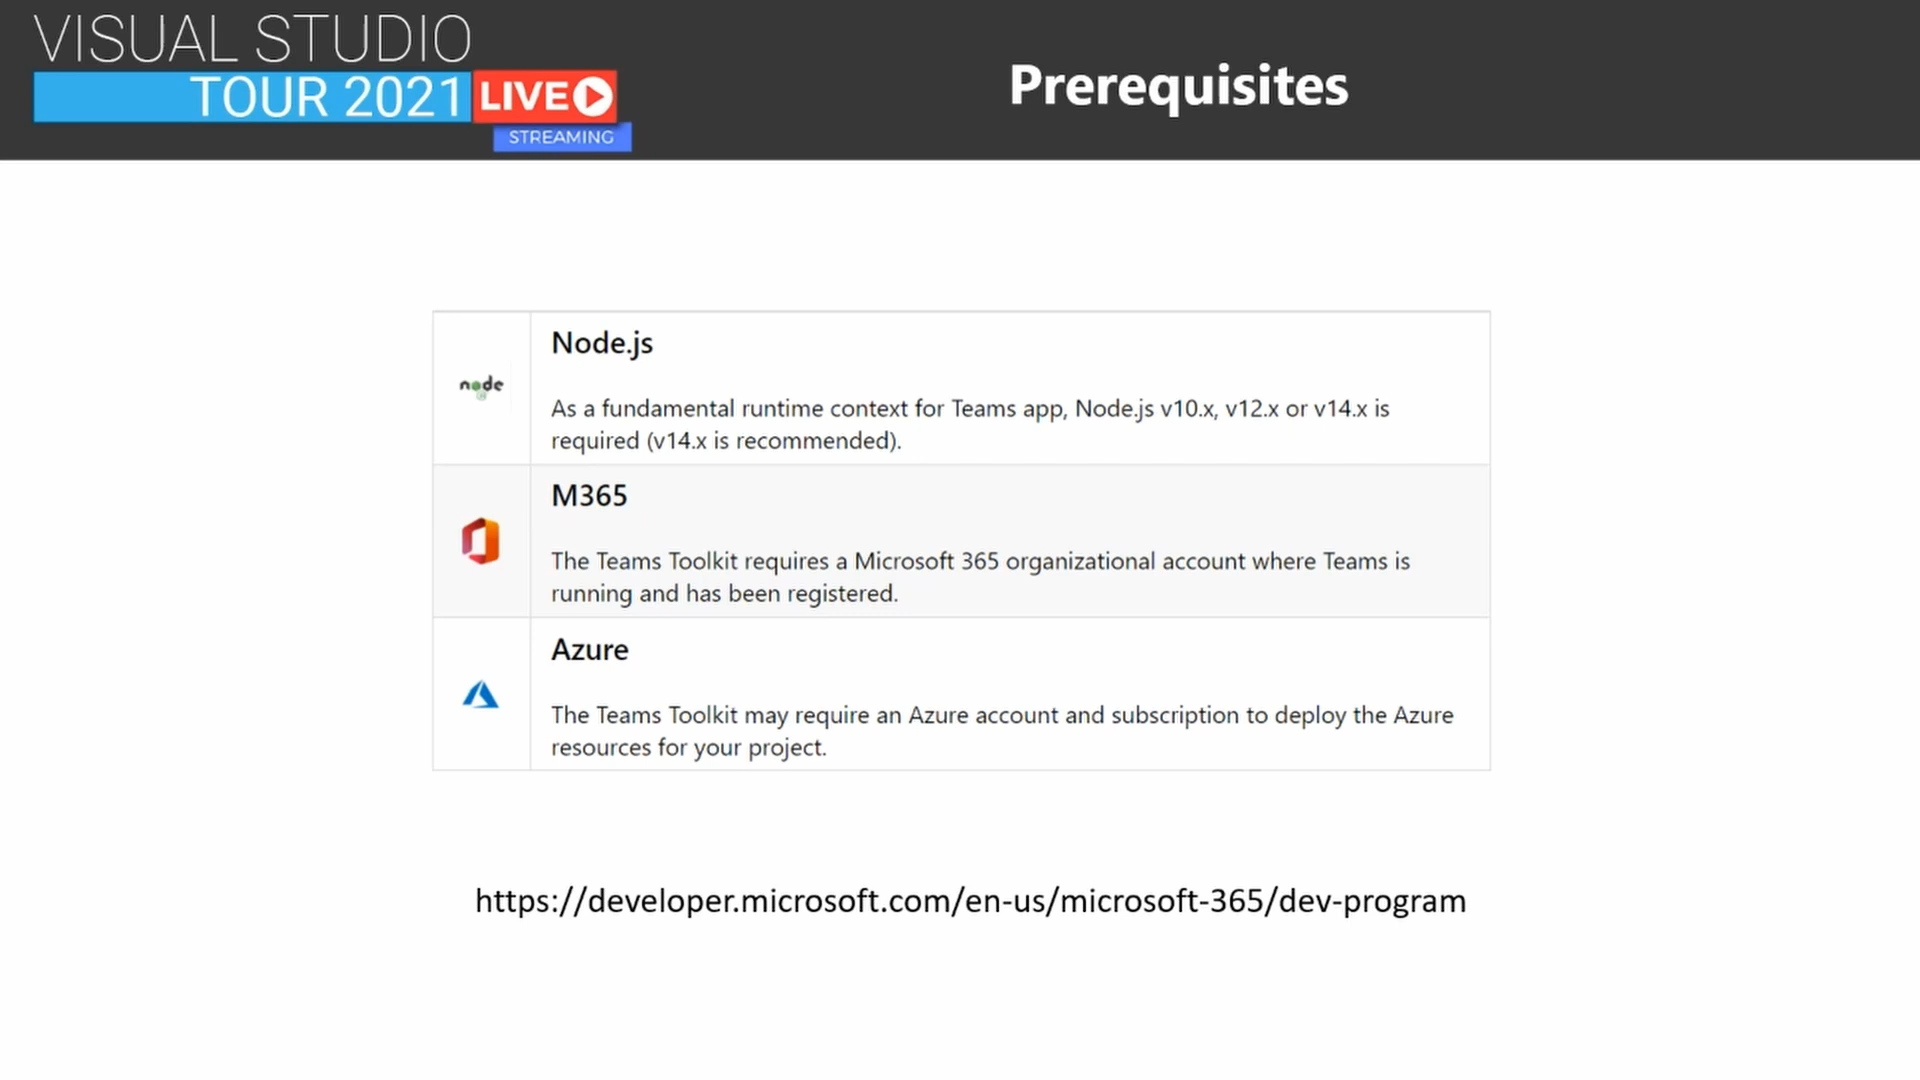 VISUAL STUDIO
TOUR 2021 LIVE
STREAMING
Prerequisites
Node.js
node
As a fundamental runtime context for Teams app, Node.js v10.x, v12.x or v14.x is
required (v14.x is recommended).
M365
The Teams Toolkit requires a Microsoft 365 organizational account where Teams is
running and has been registered.
Azure
The Teams Toolkit may require an Azure account and subscription to deploy the Azure
resources for your project.
https://developer.microsoft.com/en-us/microsoft-365/dev-program